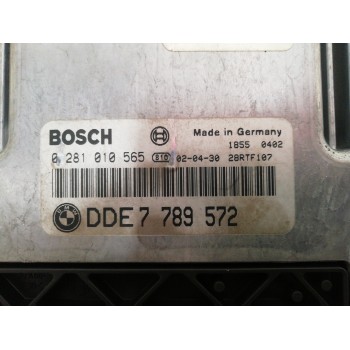 BOSCH Made in Germany
1855 0402
0 281 010 565 02-04-30 28RTF107
DDE 7 789 572